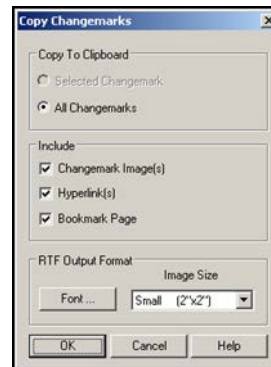 Copy Changemarks
Copy To Clipboard
Selected Changemark
All Changemarks
Include
Changemark Image(s)
Hyperlink(s)
Bookmark Page
RTF Output Format
Image Size
Font ... Small (2"x2")
OK Cancel Help